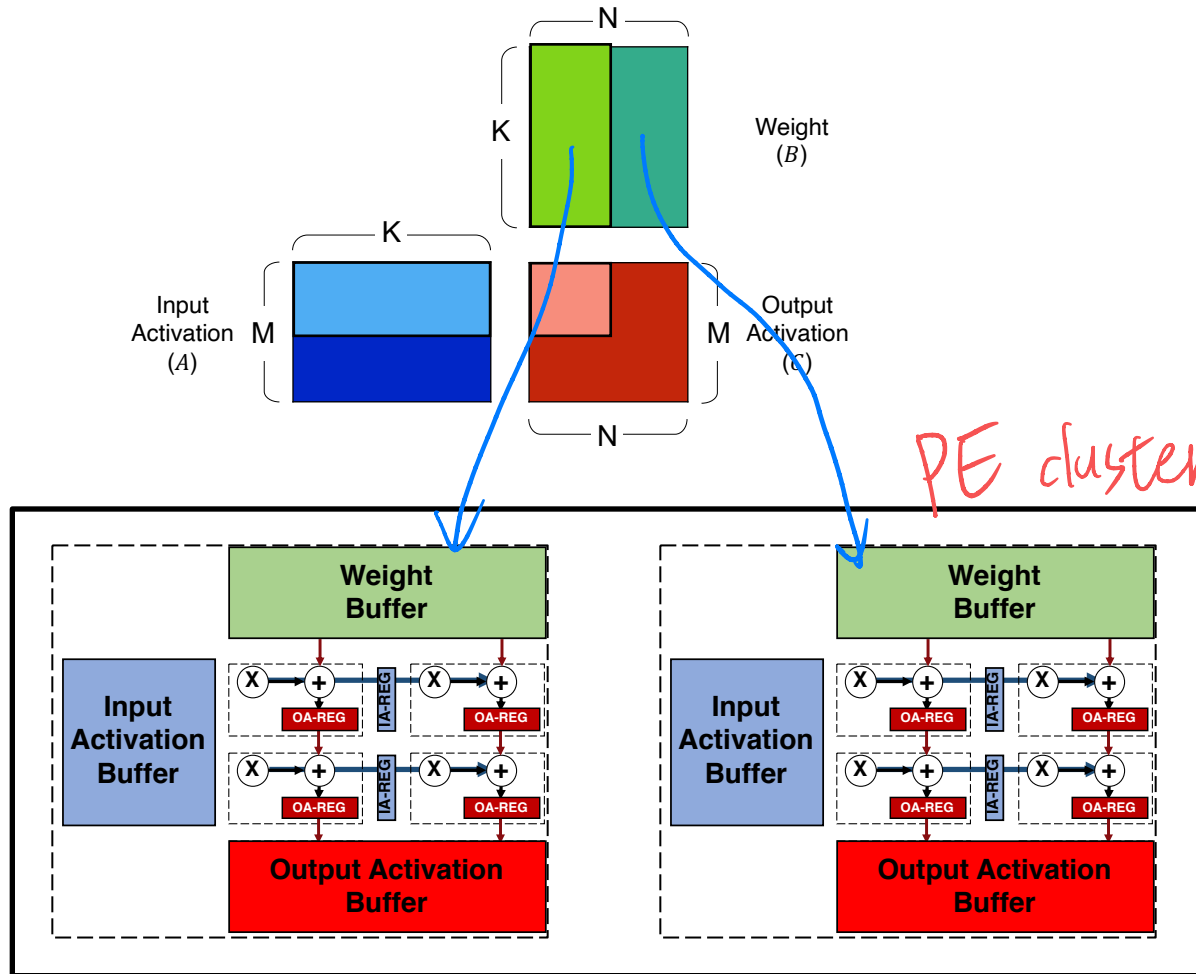 N
K
Weight
(B)
K
Input
Activation
(A)
M
M
Output
Activation
(C)
N
PE cluster
Weight
Buffer
Weight
Buffer
Input
Activation
Buffer
X
+
IA-REG
X
+
OA-REG
OA-REG
X
+
IA-REG
X
+
OA-REG
OA-REG
Input
Activation
Buffer
X
+
IA-REG
X
+
OA-REG
OA-REG
X
+
IA-REG
X
+
OA-REG
OA-REG
Output Activation
Buffer
Output Activation
Buffer